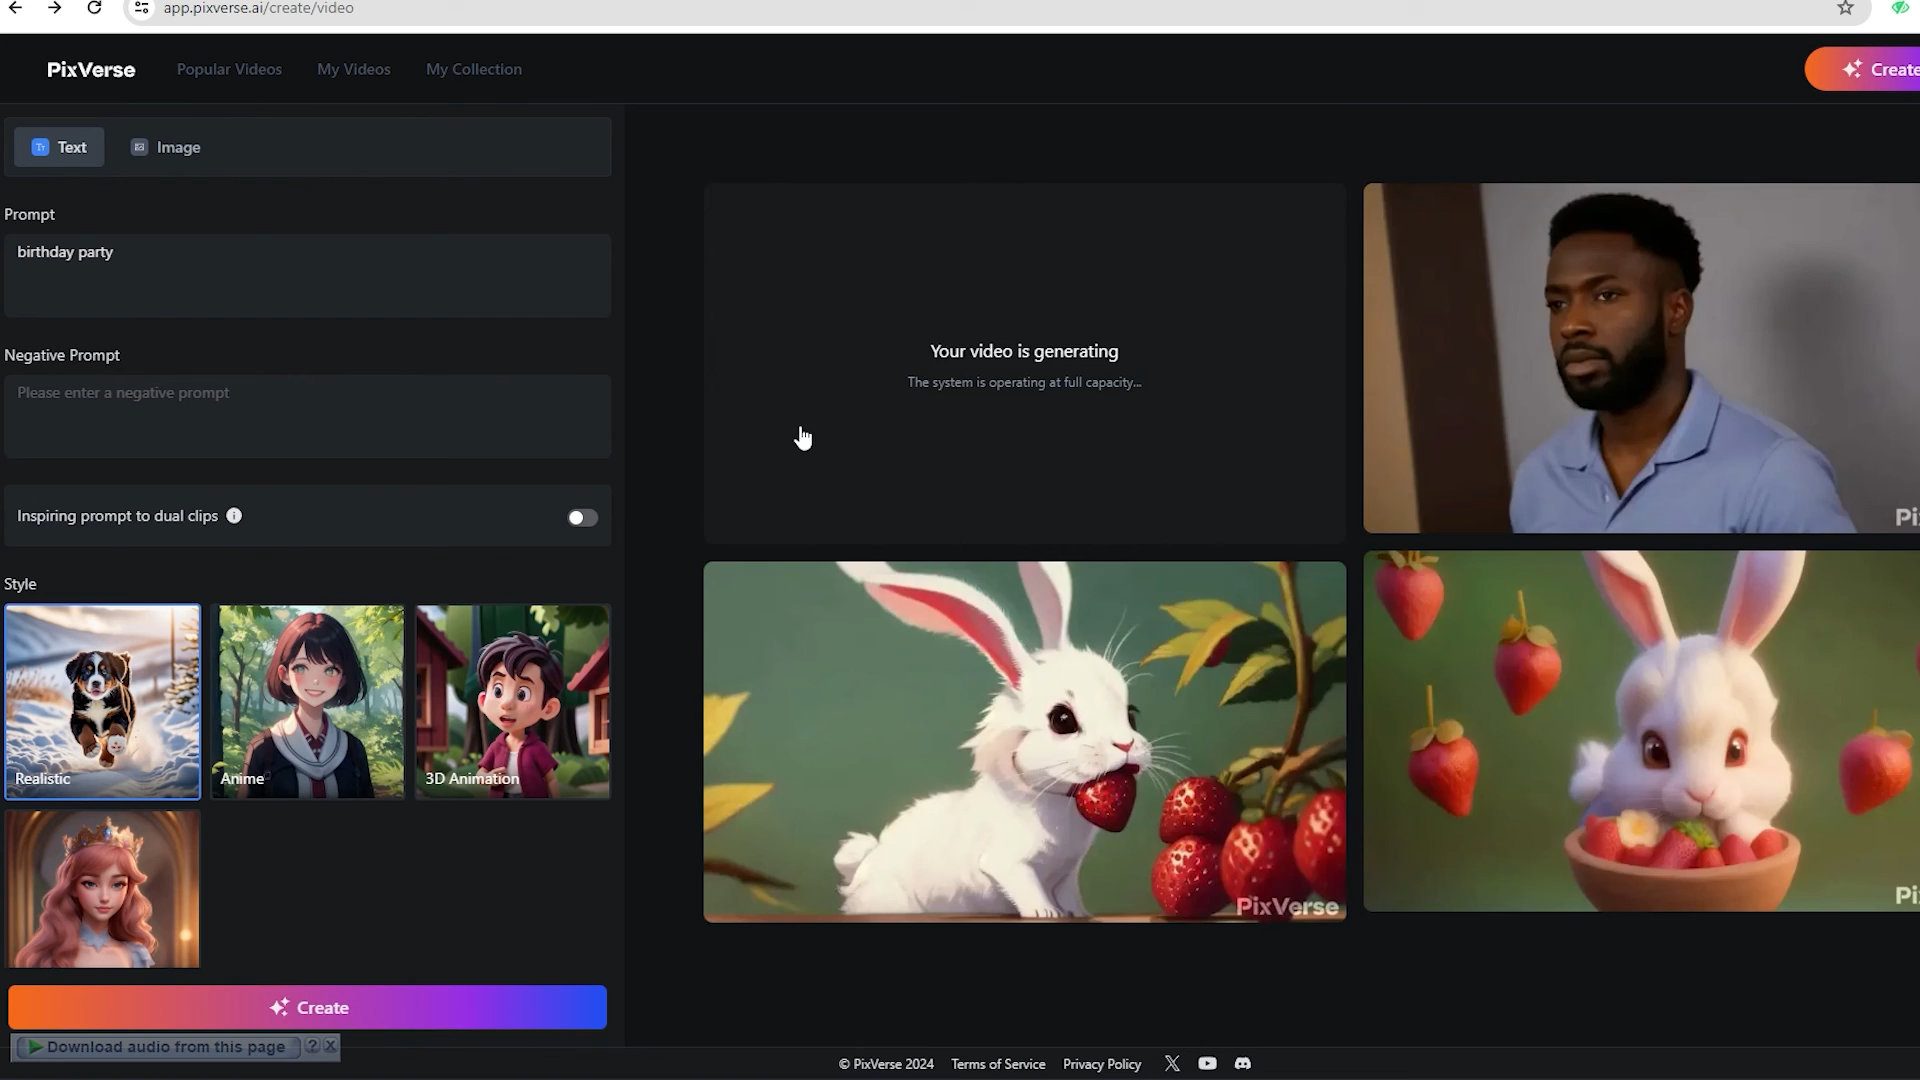 app.pixverse.ai/create/video
PixVerse
Popular Videos
My Videos
My Collection
Create
Text
Image
Prompt
birthday party
Negative Prompt
Please enter a negative prompt
Inspiring prompt to dual clips
Style
Realistic
Anime
3D Animation
Create
Download audio from this page
Your video is generating
The system is operating at full capacity...
PixVerse
© PixVerse 2024
Terms of Service
Privacy Policy